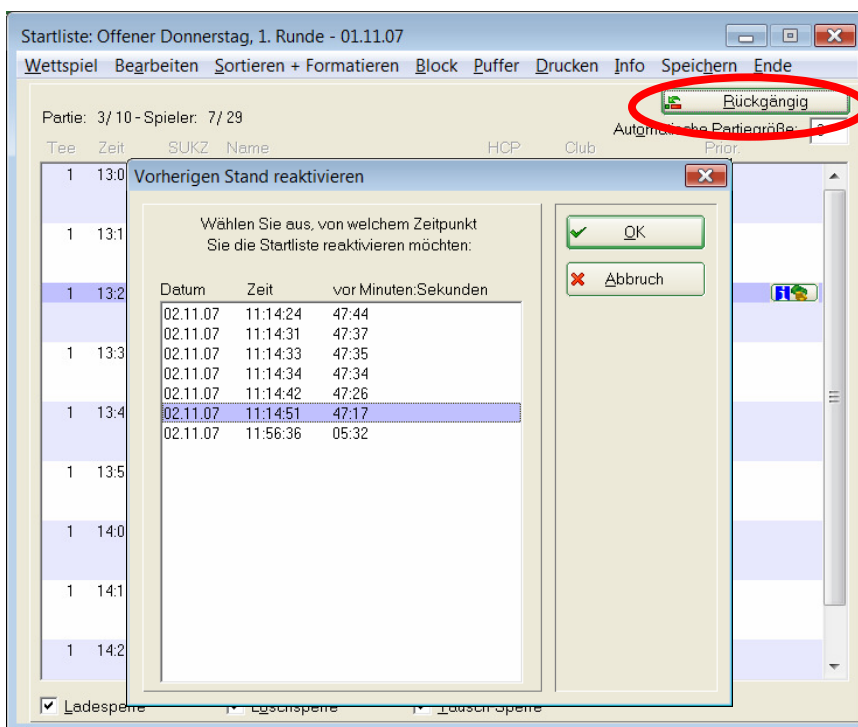 Startliste: Offener Donnerstag, 1. Runde - 01.11.07
Wettspiel Bearbeiten Sortieren + Formatieren Block Puffer Drucken Info Speichern Ende
Rückgängig
Partie: 3/ 10 - Spieler: 7/ 29
Automatische Partiegröße:
Tee Zeit SUKZ Name HCP Club Prior.
1 13:0
1 13:1
1 13:2
1 13:3
1 13:4
1 13:5
1 14:0
1 14:1
1 14:2
Vorherigen Stand reaktivieren
Wählen Sie aus, von welchem Zeitpunkt
Sie die Startliste reaktivieren möchten:
Datum Zeit vor Minuten:Sekunden
02.11.07 11:14:24 47:44
02.11.07 11:14:31 47:37
02.11.07 11:14:33 47:35
02.11.07 11:14:34 47:34
02.11.07 11:14:42 47:26
02.11.07 11:14:51 47:17
02.11.07 11:56:36 05:32
OK
Abbruch
Ladesperre Löschsperre Tausch-Sperre